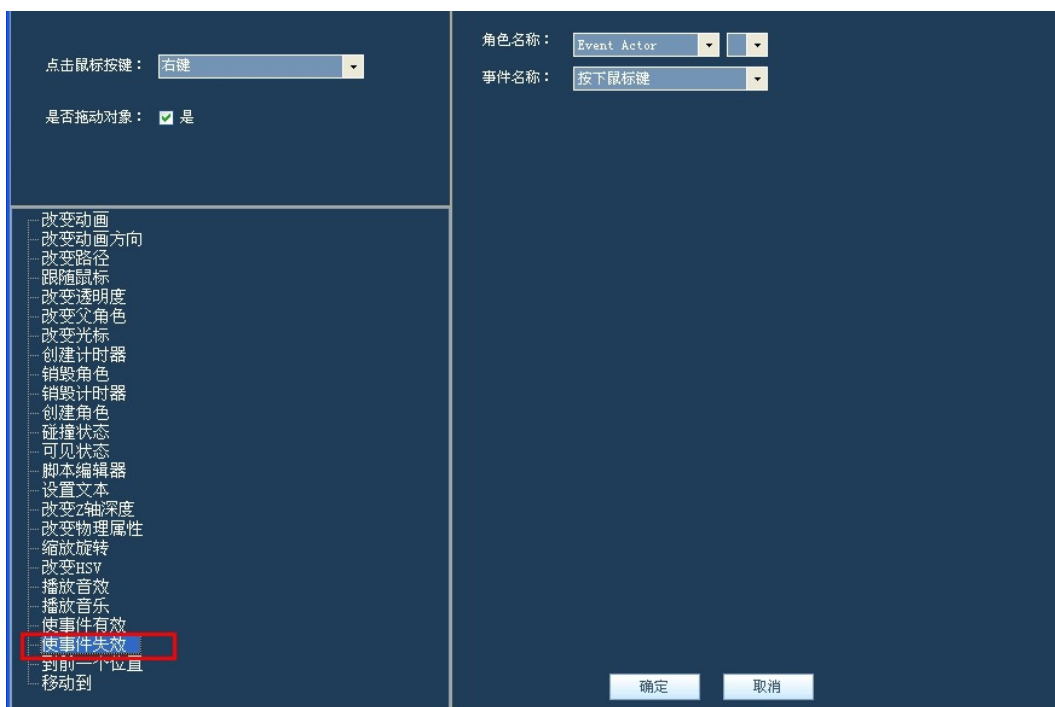 点击鼠标按键：
右键
是否拖动对象：
是
角色名称：
Event Actor
事件名称：
按下鼠标键
改变动画
改变动画方向
改变路径
跟随鼠标
改变透明度
改变父角色
改变光标
创建计时器
销毁角色
销毁计时器
创建角色
碰撞状态
可见状态
脚本编辑器
设置文本
改变Z轴深度
改变物理属性
缩放旋转
改变HSV
播放音效
播放音乐
使事件有效
使事件失效
到前一个位置
移动到
确定
取消